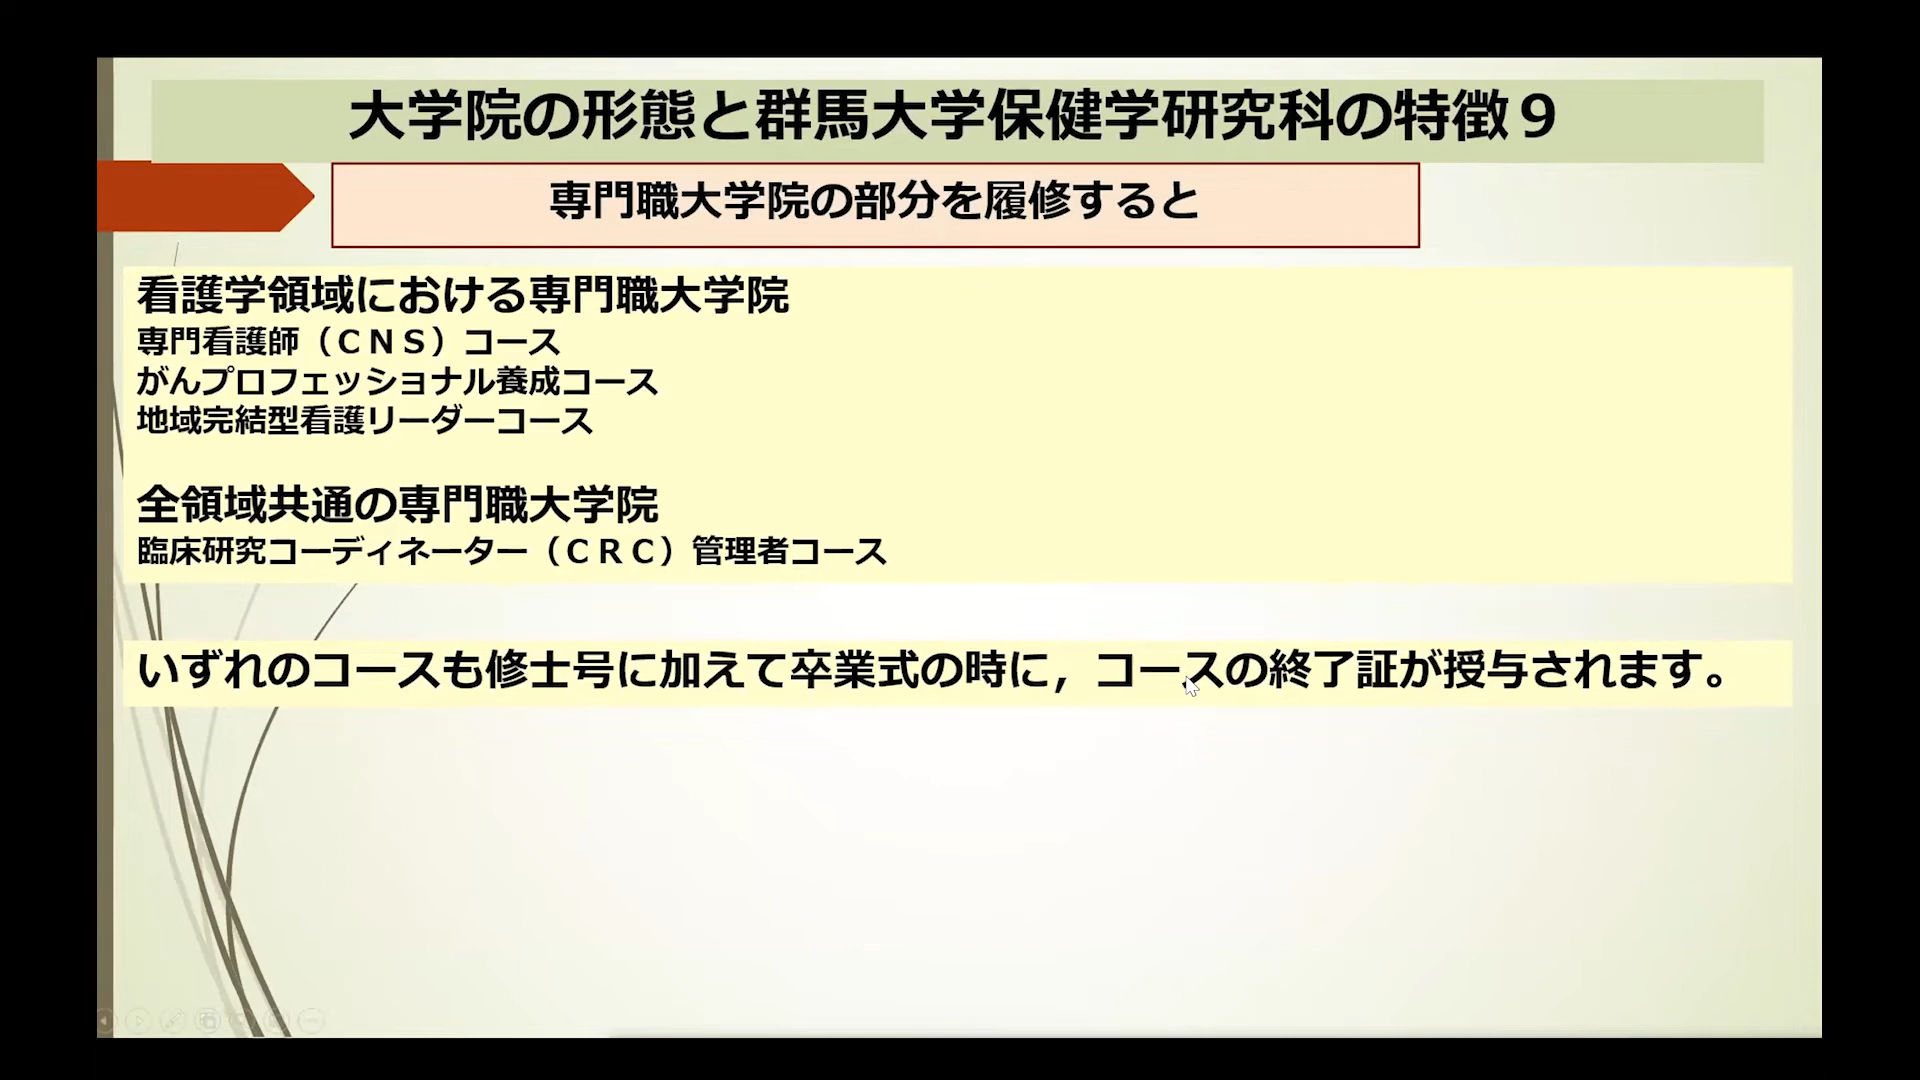 大学院の形態と群馬大学保健学研究科の特徴９
専門職大学院の部分を履修すると
看護学領域における専門職大学院
専門看護師（ＣＮＳ）コース
がんプロフェッショナル養成コース
地域完結型看護リーダーコース
全領域共通の専門職大学院
臨床研究コーディネーター（ＣＲＣ）管理者コース
いずれのコースも修士号に加えて卒業式の時に，コースの終了証が授与されます。